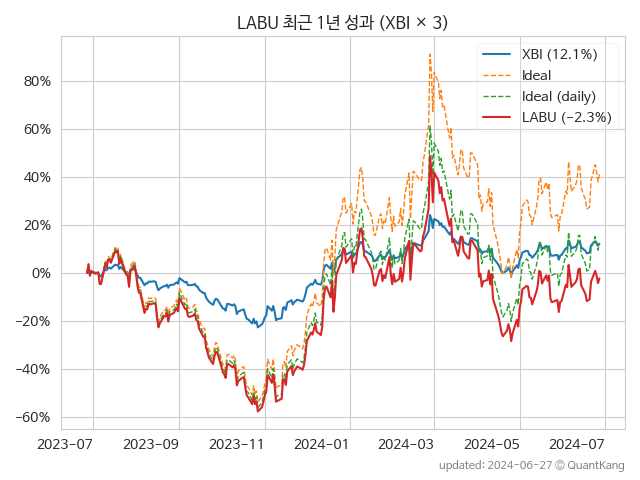 LABU 최근 1년 성과 (XBI × 3)
XBI (12.1%)
Ideal
Ideal (daily)
LABU (−2.3%)
80%
60%
40%
20%
0%
−20%
−40%
−60%
2023-07 2023-09 2023-11 2024-01 2024-03 2024-05 2024-07
updated: 2024-06-27 © QuantKang